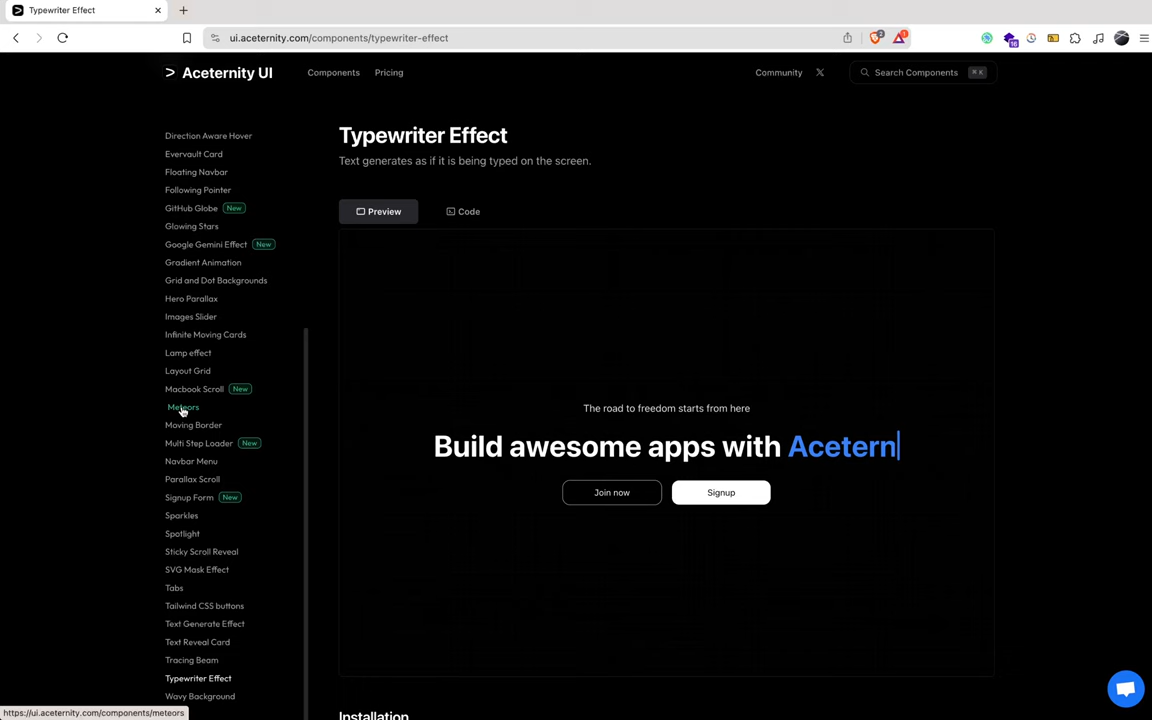 Typewriter Effect
ui.aceternity.com/components/typewriter-effect
2
1
16
Aceternity UI
Components
Pricing
Community
Search Components
⌘ K
Direction Aware Hover
Evervault Card
Floating Navbar
Following Pointer
GitHub Globe New
Glowing Stars
Google Gemini Effect New
Gradient Animation
Grid and Dot Backgrounds
Hero Parallax
Images Slider
Infinite Moving Cards
Lamp effect
Layout Grid
Macbook Scroll New
Meteors
Moving Border
Multi Step Loader New
Navbar Menu
Parallax Scroll
Signup Form New
Sparkles
Spotlight
Sticky Scroll Reveal
SVG Mask Effect
Tabs
Tailwind CSS buttons
Text Generate Effect
Text Reveal Card
Tracing Beam
Typewriter Effect
Wavy Background
Typewriter Effect
Text generates as if it is being typed on the screen.
Preview
Code
The road to freedom starts from here
Build awesome apps with Acetern
Join now
Signup
Installation
https://ui.aceternity.com/components/meteors